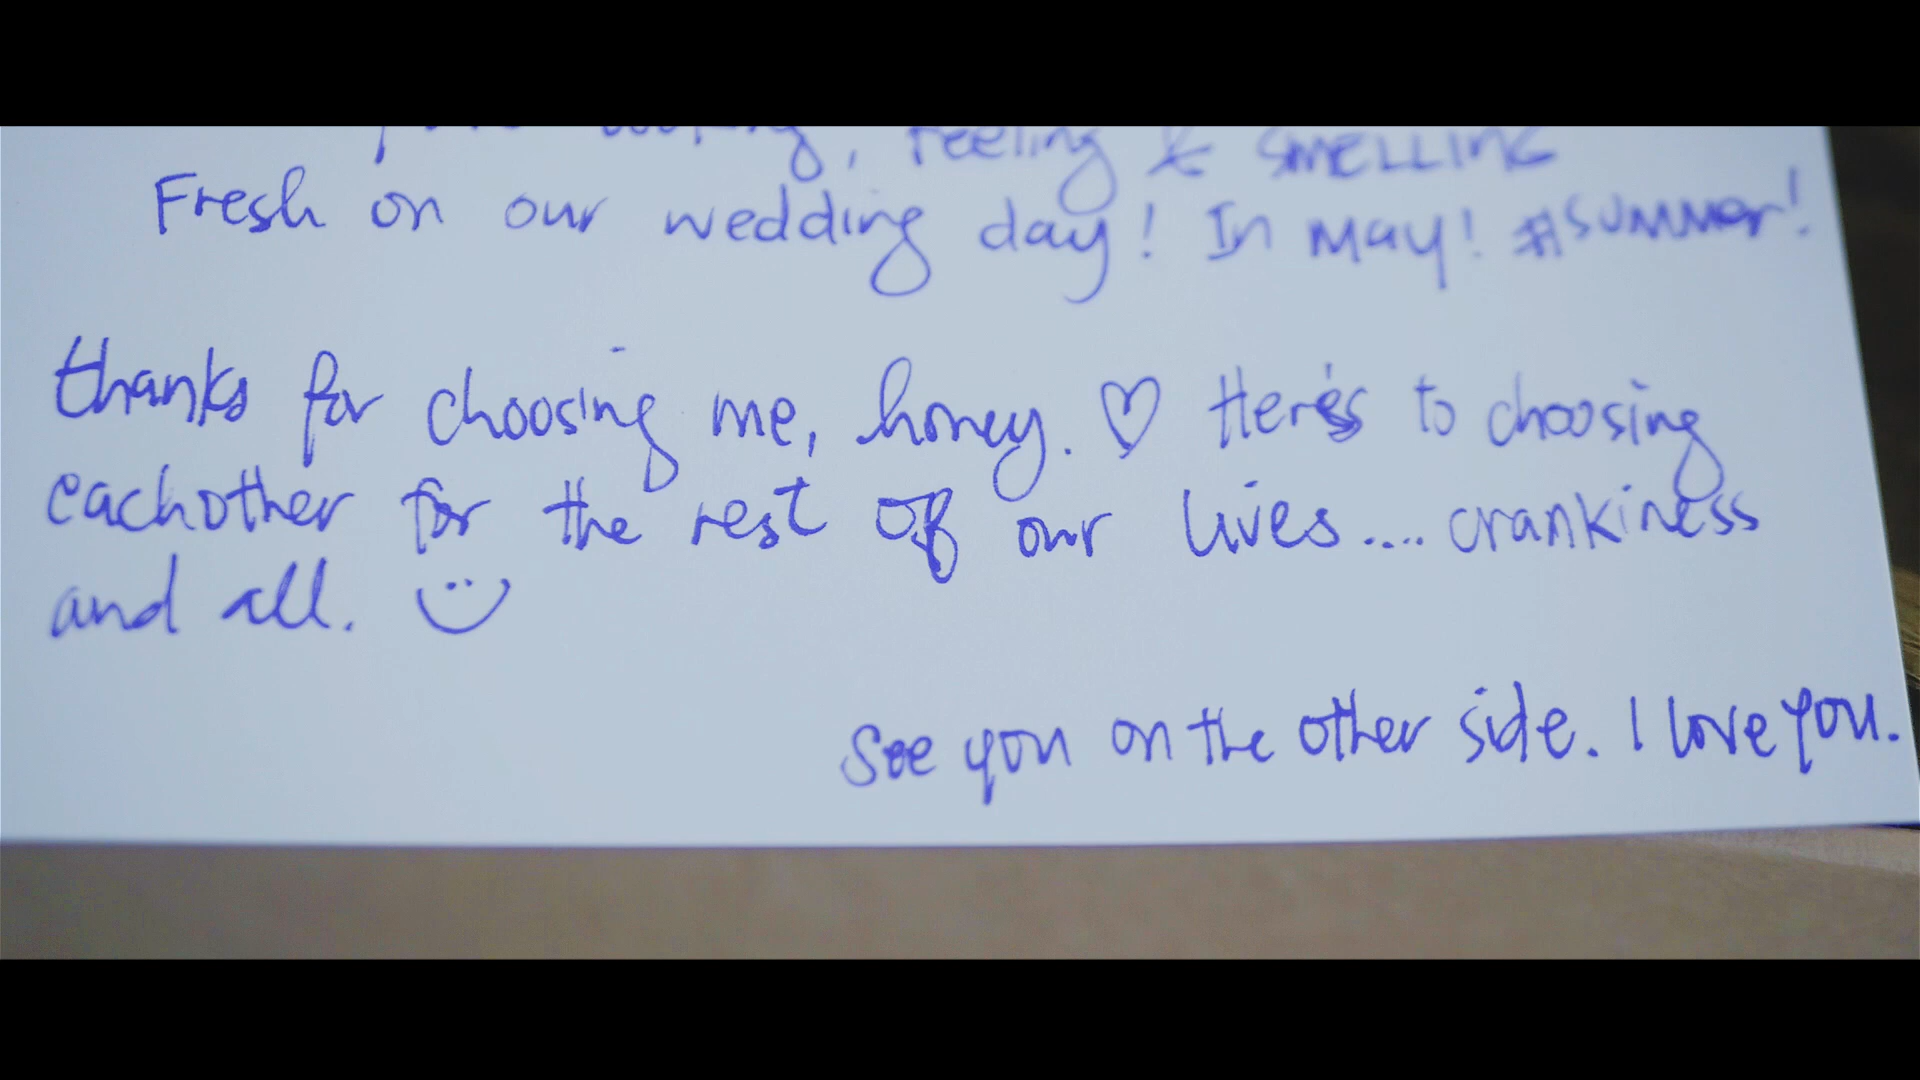 looking, feeling & SMELLING
Fresh on our wedding day! In May! #SUMMER!
thanks for choosing me, honey. ♡ Here's to choosing
eachother for the rest of our lives.... crankiness
and all. Ü
See you on the other side. I love you.